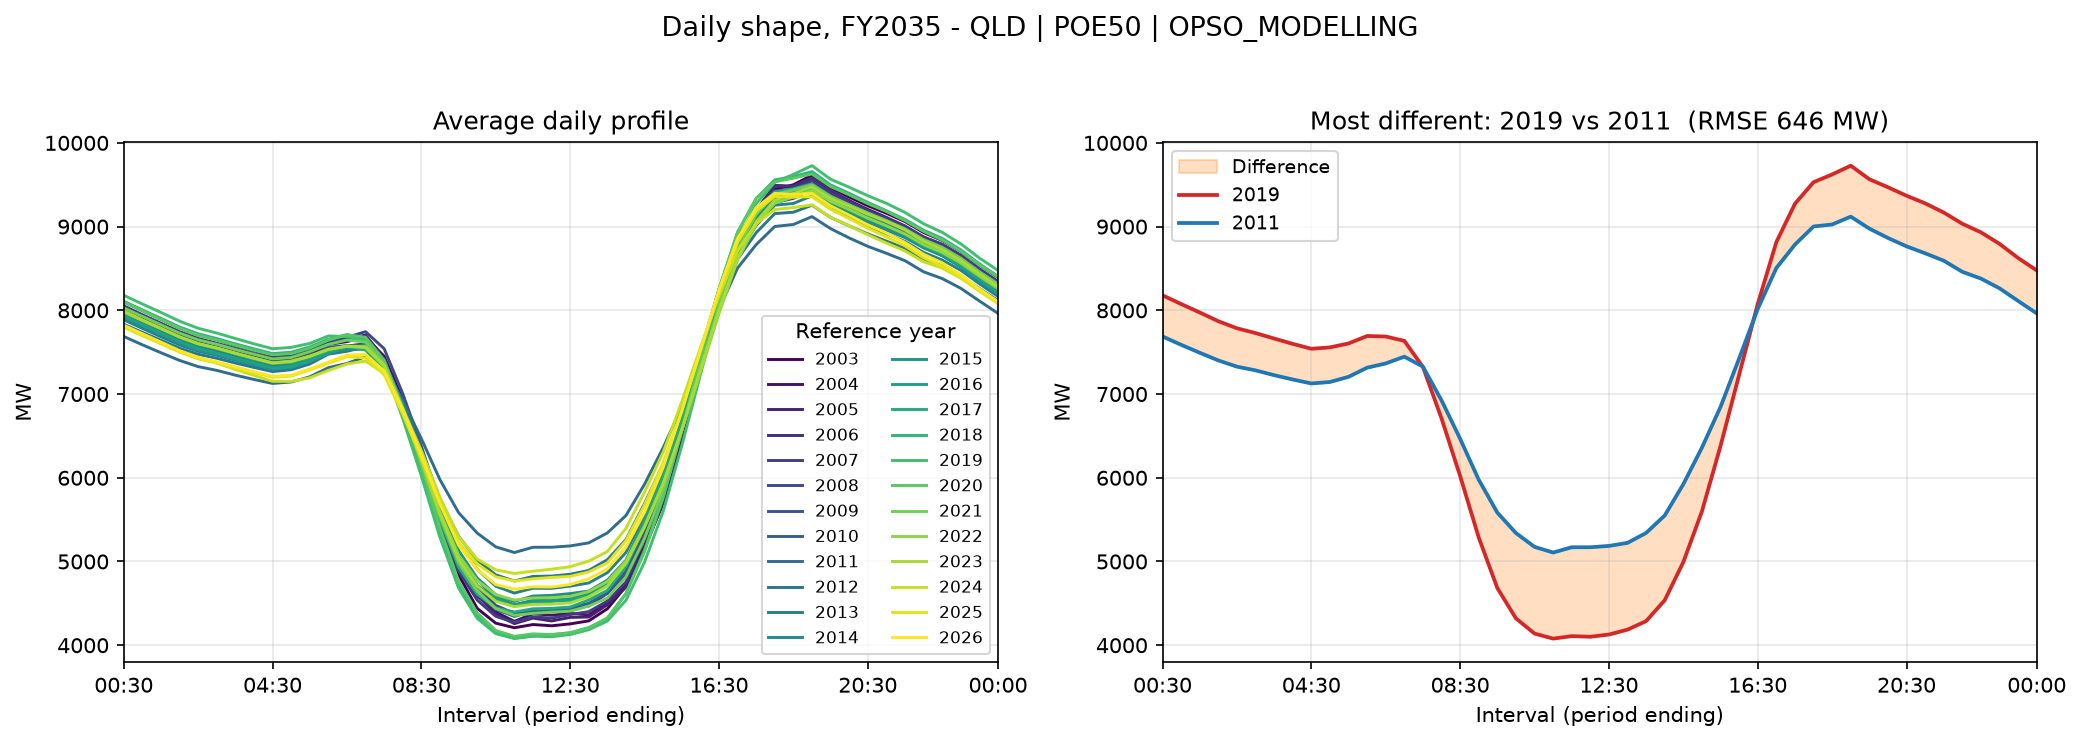 Daily shape, FY2035 - QLD | POE50 | OPSO_MODELLING
Average daily profile
MW
10000
9000
8000
7000
6000
5000
4000
00:30 04:30 08:30 12:30 16:30 20:30 00:00
Interval (period ending)
Reference year
2003 2015
2004 2016
2005 2017
2006 2018
2007 2019
2008 2020
2009 2021
2010 2022
2011 2023
2012 2024
2013 2025
2014 2026
Most different: 2019 vs 2011 (RMSE 646 MW)
MW
10000
9000
8000
7000
6000
5000
4000
00:30 04:30 08:30 12:30 16:30 20:30 00:00
Interval (period ending)
Difference
2019
2011